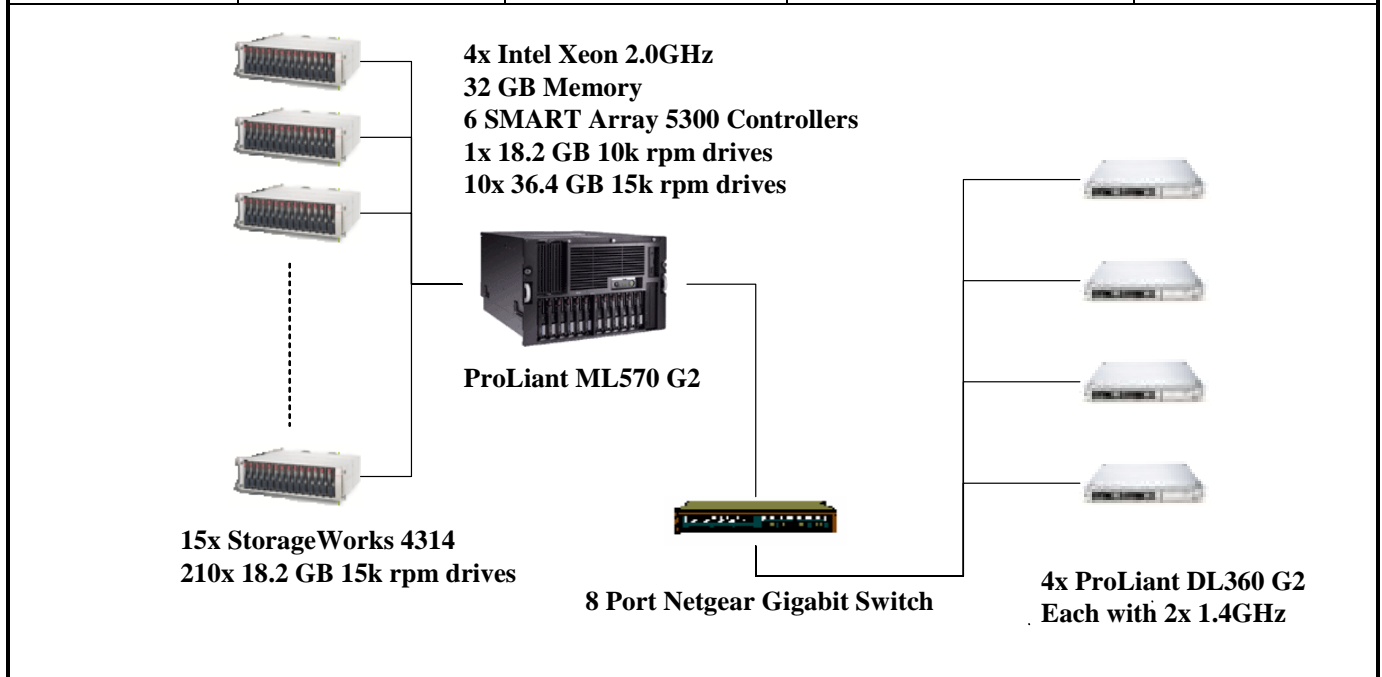 4x Intel Xeon 2.0GHz
32 GB Memory
6 SMART Array 5300 Controllers
1x 18.2 GB 10k rpm drives
10x 36.4 GB 15k rpm drives
ProLiant ML570 G2
15x StorageWorks 4314
210x 18.2 GB 15k rpm drives
8 Port Netgear Gigabit Switch
4x ProLiant DL360 G2
Each with 2x 1.4GHz